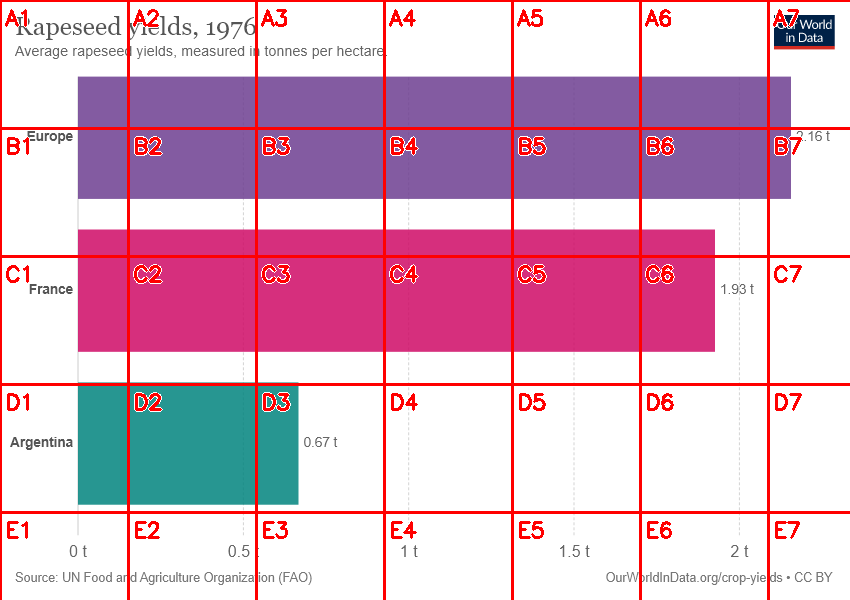 Rapeseed yields, 1976
Average rapeseed yields, measured in tonnes per hectare.
Our World
in Data
A1 A2 A3 A4 A5 A6 A7
Europe
2.16 t
B1 B2 B3 B4 B5 B6 B7
C1 C2 C3 C4 C5 C6 C7
France
1.93 t
D1 D2 D3 D4 D5 D6 D7
Argentina
0.67 t
E1 E2 E3 E4 E5 E6 E7
0 t 0.5 t 1 t 1.5 t 2 t
Source: UN Food and Agriculture Organization (FAO)
OurWorldInData.org/crop-yields • CC BY